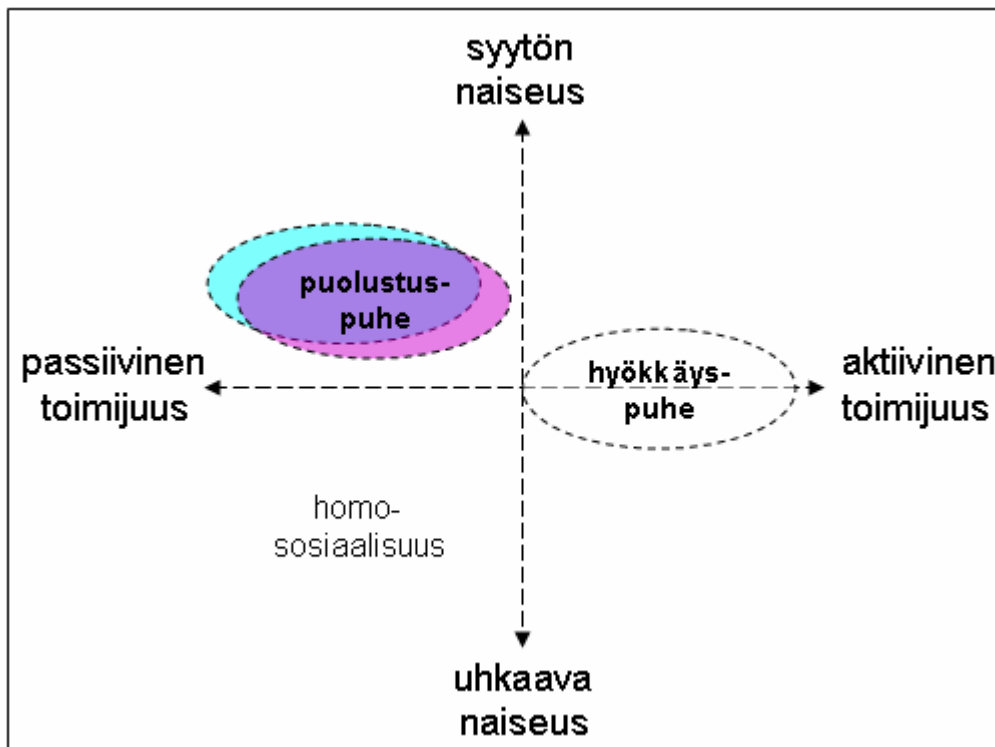 syytön
naiseus
puolustus-
puhe
passiivinen
toimijuus
hyökkäys-
puhe
aktiivinen
toimijuus
homo-
sosiaalisuus
uhkaava
naiseus